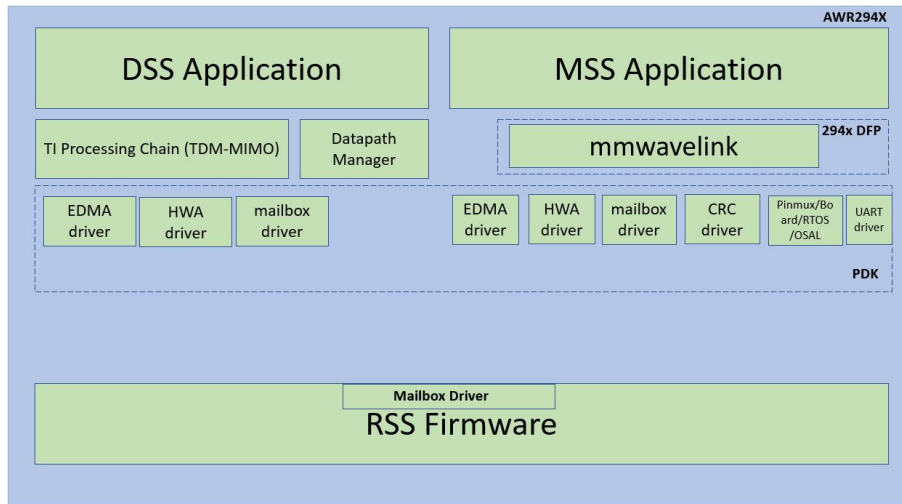 AWR294X
DSS Application
MSS Application
TI Processing Chain (TDM-MIMO)
Datapath
Manager
294x DFP
mmwavelink
EDMA
driver
HWA
driver
mailbox
driver
EDMA
driver
HWA
driver
mailbox
driver
CRC
driver
Pinmux/Bo
ard/RTOS
/OSAL
UART
driver
PDK
Mailbox Driver
RSS Firmware